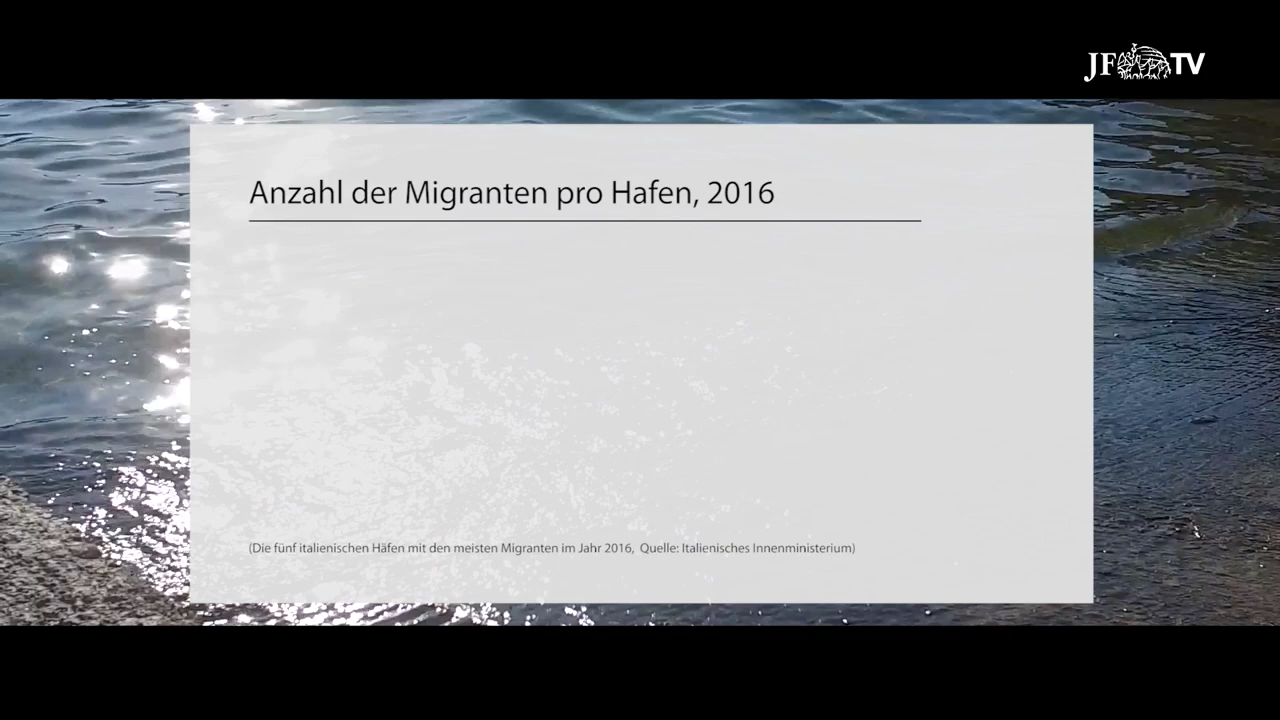 JF TV
Anzahl der Migranten pro Hafen, 2016
(Die fünf italienischen Häfen mit den meisten Migranten im Jahr 2016, Quelle: Italienisches Innenministerium)